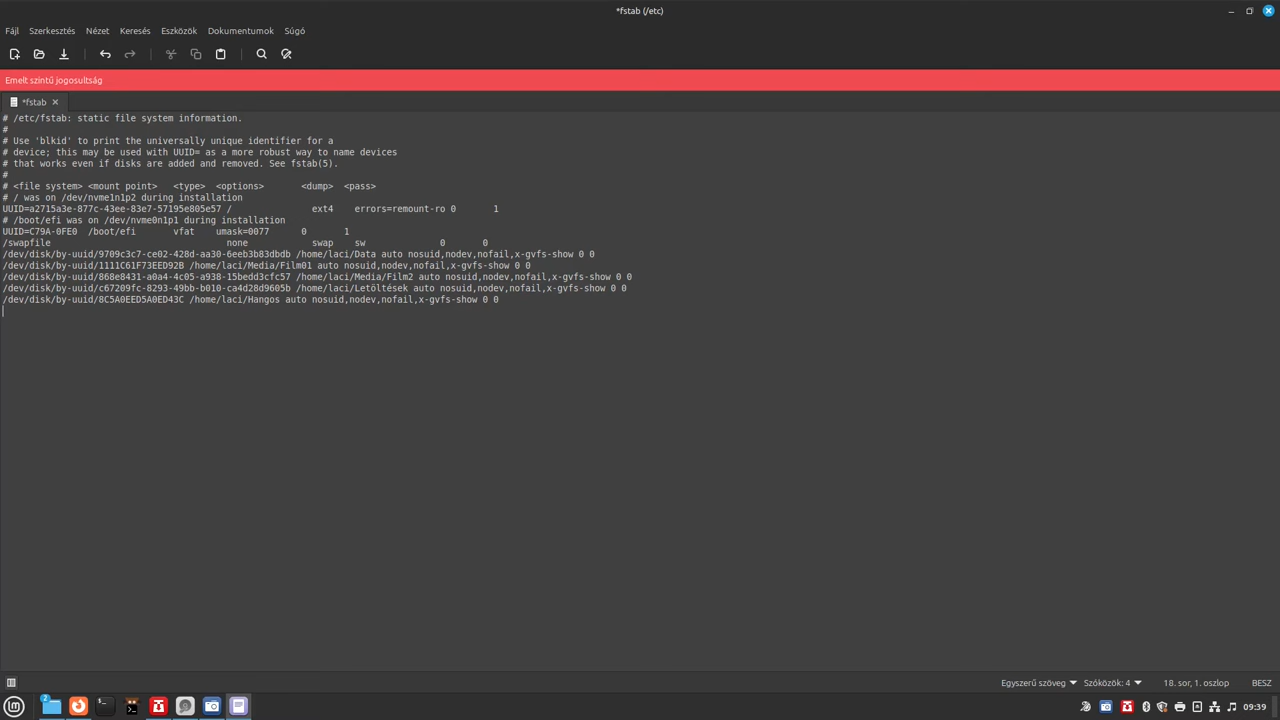 *fstab (/etc)
Fájl Szerkesztés Nézet Keresés Eszközök Dokumentumok Súgó
Emelt szintű jogosultság
*fstab
# /etc/fstab: static file system information.
#
# Use 'blkid' to print the universally unique identifier for a
# device; this may be used with UUID= as a more robust way to name devices
# that works even if disks are added and removed. See fstab(5).
#
# <file system> <mount point>   <type>  <options>       <dump>  <pass>
# / was on /dev/nvme1n1p2 during installation
UUID=a2715a3e-877c-43ee-83e7-57195e805e57 /               ext4    errors=remount-ro 0       1
# /boot/efi was on /dev/nvme0n1p1 during installation
UUID=C79A-0FE0  /boot/efi       vfat    umask=0077      0       1
/swapfile                                 none            swap    sw              0       0
/dev/disk/by-uuid/9709c3c7-ce02-428d-aa30-6eeb3b83dbdb /home/laci/Data auto nosuid,nodev,nofail,x-gvfs-show 0 0
/dev/disk/by-uuid/1111C61F73EED92B /home/laci/Media/Film01 auto nosuid,nodev,nofail,x-gvfs-show 0 0
/dev/disk/by-uuid/868e8431-a0a4-4c05-a938-15bedd3cfc57 /home/laci/Media/Film2 auto nosuid,nodev,nofail,x-gvfs-show 0 0
/dev/disk/by-uuid/c67209fc-8293-49bb-b010-ca4d28d9605b /home/laci/Letöltések auto nosuid,nodev,nofail,x-gvfs-show 0 0
/dev/disk/by-uuid/8C5A0EED5A0ED43C /home/laci/Hangos auto nosuid,nodev,nofail,x-gvfs-show 0 0
Egyszerű szöveg Szóközök: 4 18. sor, 1. oszlop BESZ
2
09:39